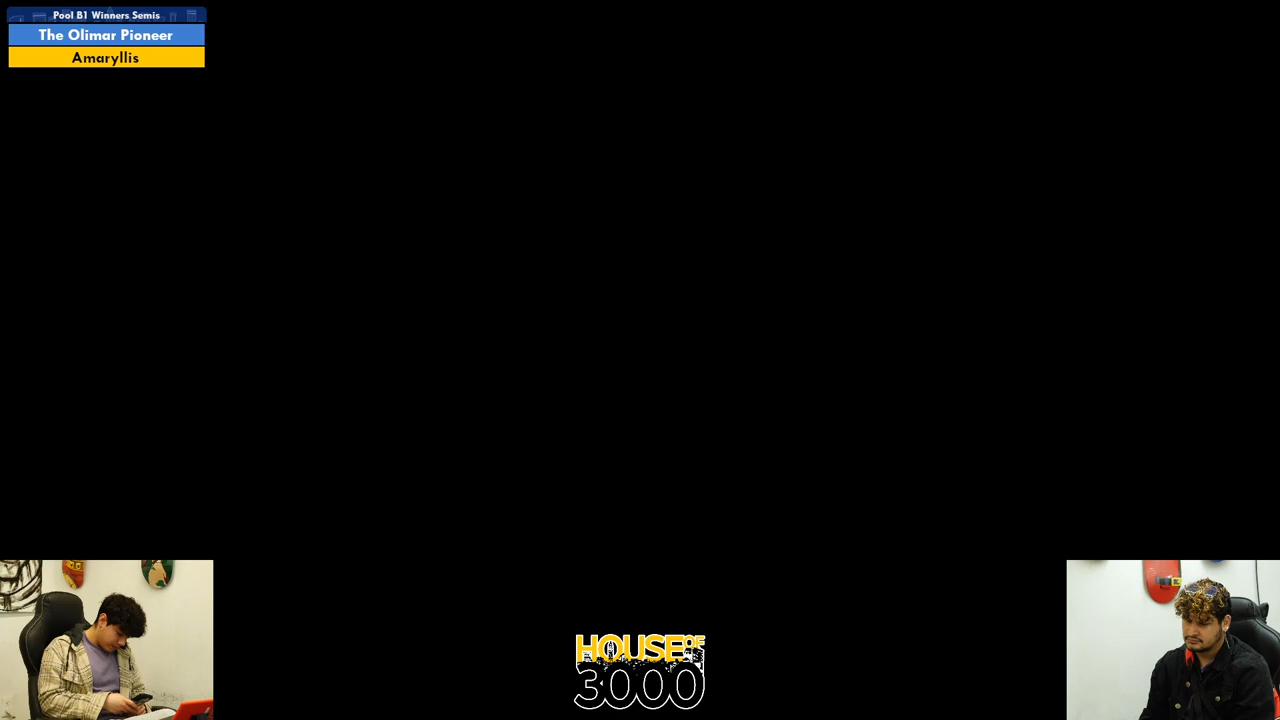 Pool B1 Winners Semis
The Olimar Pioneer
Amaryllis
HOUSE OF
3000